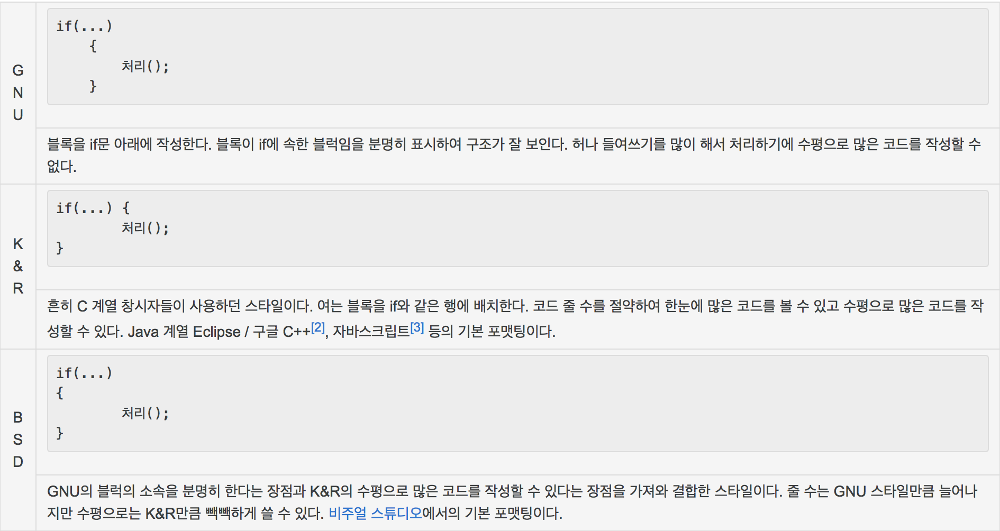 GNU
if(...)
    {
        처리();
    }
블록을 if문 아래에 작성한다. 블록이 if에 속한 블럭임을 분명히 표시하여 구조가 잘 보인다. 허나 들여쓰기를 많이 해서 처리하기에 수평으로 많은 코드를 작성할 수
없다.
K&R
if(...) {
        처리();
}
흔히 C 계열 창시자들이 사용하던 스타일이다. 여는 블록을 if와 같은 행에 배치한다. 코드 줄 수를 절약하여 한눈에 많은 코드를 볼 수 있고 수평으로 많은 코드를 작
성할 수 있다. Java 계열 Eclipse / 구글 C++[2], 자바스크립트[3] 등의 기본 포맷팅이다.
BSD
if(...)
{
        처리();
}
GNU의 블럭의 소속을 분명히 한다는 장점과 K&R의 수평으로 많은 코드를 작성할 수 있다는 장점을 가져와 결합한 스타일이다. 줄 수는 GNU 스타일만큼 늘어나
지만 수평으로는 K&R만큼 빽빽하게 쓸 수 있다. 비주얼 스튜디오에서의 기본 포맷팅이다.